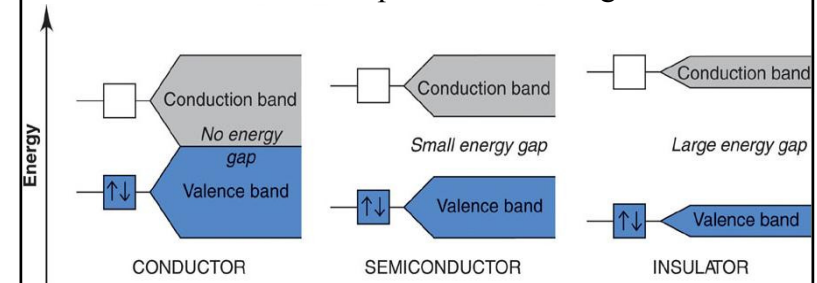 Energy
Conduction band
No energy
gap
Valence band
CONDUCTOR
Conduction band
Small energy gap
Valence band
SEMICONDUCTOR
Conduction band
Large energy gap
Valence band
INSULATOR